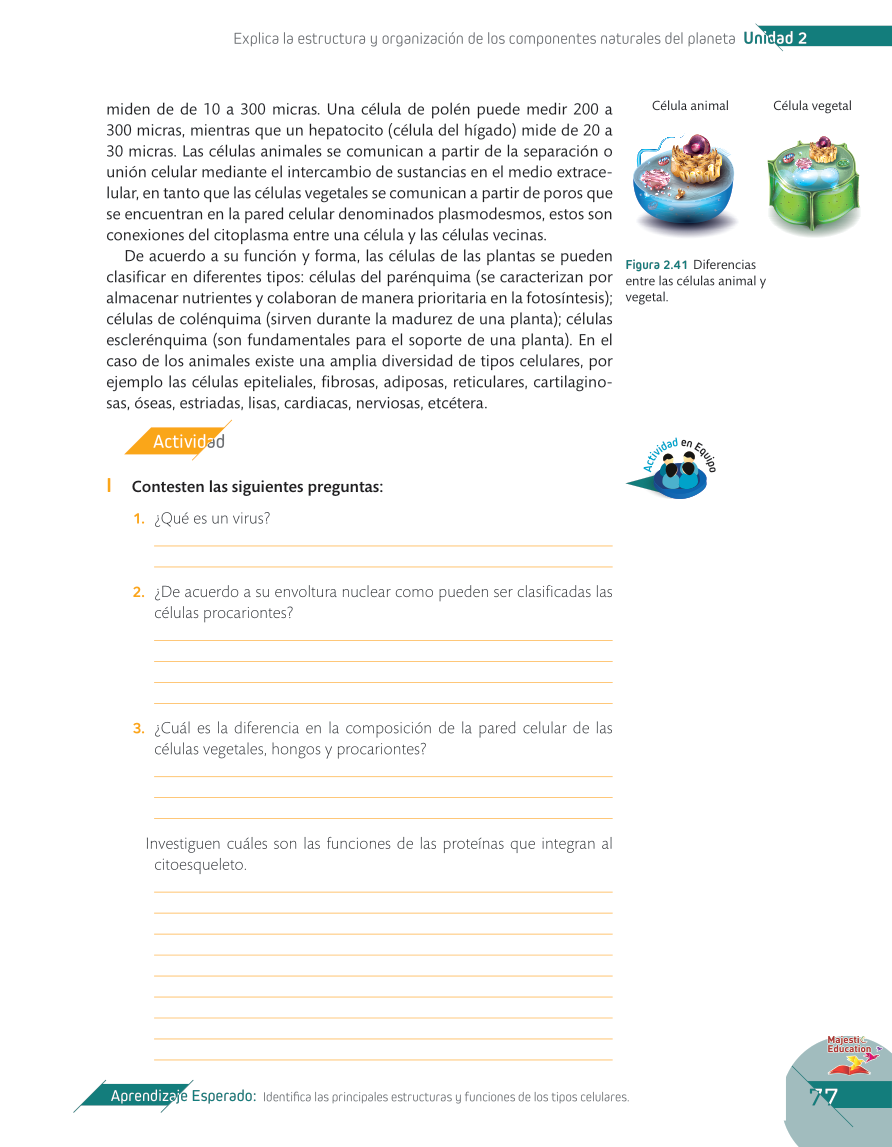 Explica la estructura y organización de los componentes naturales del planeta Unidad 2
miden de de 10 a 300 micras. Una célula de polén puede medir 200 a
300 micras, mientras que un hepatocito (célula del hígado) mide de 20 a
30 micras. Las células animales se comunican a partir de la separación o
unión celular mediante el intercambio de sustancias en el medio extrace-
lular, en tanto que las células vegetales se comunican a partir de poros que
se encuentran en la pared celular denominados plasmodesmos, estos son
conexiones del citoplasma entre una célula y las células vecinas.
De acuerdo a su función y forma, las células de las plantas se pueden
clasificar en diferentes tipos: células del parénquima (se caracterizan por
almacenar nutrientes y colaboran de manera prioritaria en la fotosíntesis);
células de colénquima (sirven durante la madurez de una planta); células
esclerénquima (son fundamentales para el soporte de una planta). En el
caso de los animales existe una amplia diversidad de tipos celulares, por
ejemplo las células epiteliales, fibrosas, adiposas, reticulares, cartilagino-
sas, óseas, estriadas, lisas, cardiacas, nerviosas, etcétera.
Célula animal
Célula vegetal
Figura 2.41 Diferencias
entre las células animal y
vegetal.
Actividad
Actividad en Equipo
I Contesten las siguientes preguntas:
1. ¿Qué es un virus?
2. ¿De acuerdo a su envoltura nuclear como pueden ser clasificadas las
células procariontes?
3. ¿Cuál es la diferencia en la composición de la pared celular de las
células vegetales, hongos y procariontes?
Investiguen cuáles son las funciones de las proteínas que integran al
citoesqueleto.
Majestic
Education
Aprendizaje Esperado: Identifica las principales estructuras y funciones de los tipos celulares.
77